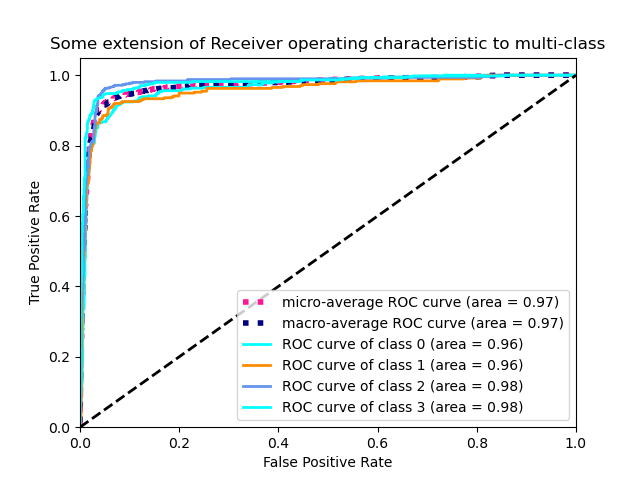 Some extension of Receiver operating characteristic to multi-class
1.0
0.8
0.6
0.4
0.2
0.0
True Positive Rate
micro-average ROC curve (area = 0.97)
macro-average ROC curve (area = 0.97)
ROC curve of class 0 (area = 0.96)
ROC curve of class 1 (area = 0.96)
ROC curve of class 2 (area = 0.98)
ROC curve of class 3 (area = 0.98)
0.0 0.2 0.4 0.6 0.8 1.0
False Positive Rate